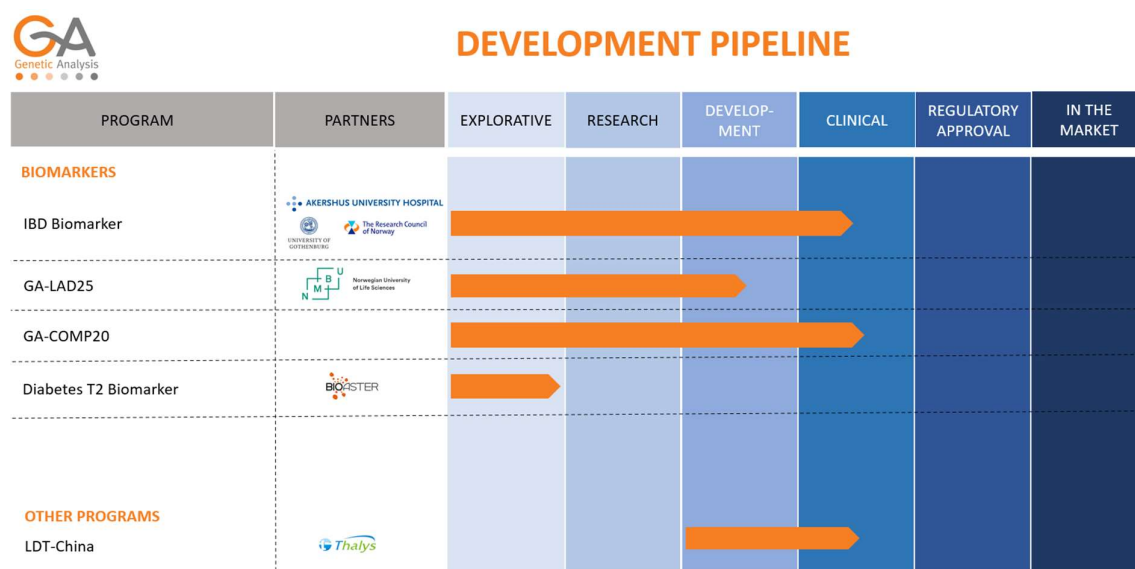 GA
Genetic Analysis
DEVELOPMENT PIPELINE
PROGRAM
PARTNERS
EXPLORATIVE
RESEARCH
DEVELOP-
MENT
CLINICAL
REGULATORY
APPROVAL
IN THE
MARKET
BIOMARKERS
IBD Biomarker
AKERSHUS UNIVERSITY HOSPITAL
UNIVERSITY OF
GOTHENBURG
The Research Council
of Norway
GA-LAD25
N M B U
Norwegian University
of Life Sciences
GA-COMP20
Diabetes T2 Biomarker
BIOASTER
OTHER PROGRAMS
LDT-China
Thalys